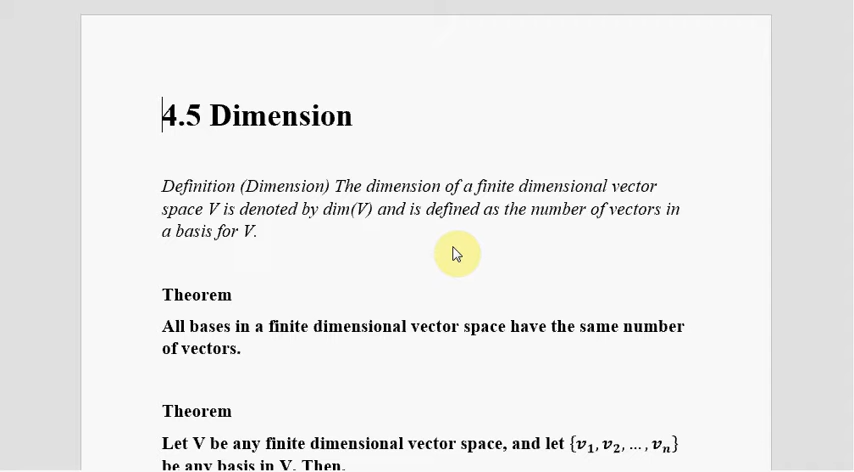 4.5 Dimension
Definition (Dimension) The dimension of a finite dimensional vector
space V is denoted by dim(V) and is defined as the number of vectors in
a basis for V.
Theorem
All bases in a finite dimensional vector space have the same number
of vectors.
Theorem
Let V be any finite dimensional vector space, and let {𝒗₁, 𝒗₂, … , 𝒗ₙ}
be any basis in V. Then,